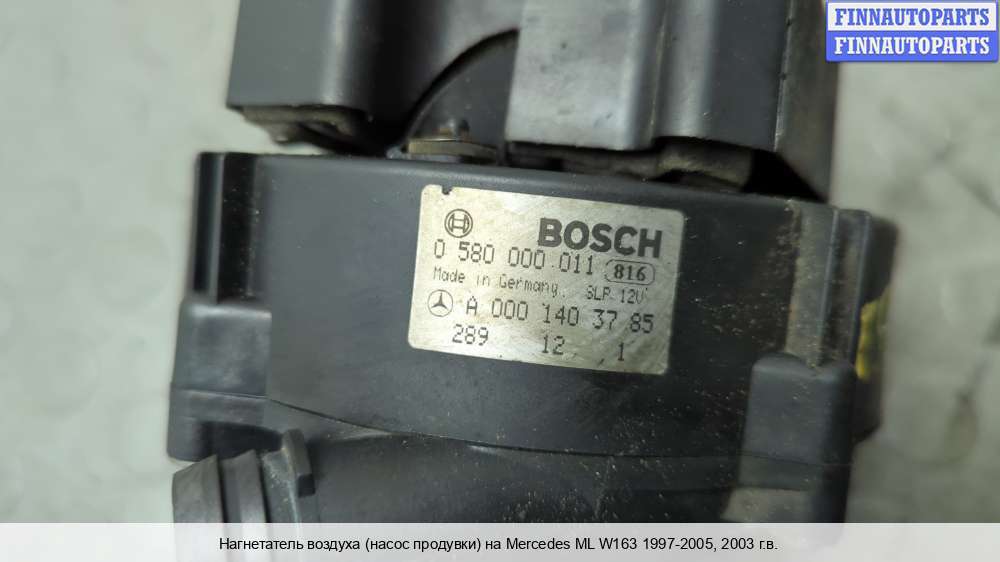 FINNAUTOPARTS
FINNAUTOPARTS
BOSCH
0 580 000 011 816
Made in Germany. SLP 12V
A 000 140 37 85
289 12 1
Нагнетатель воздуха (насос продувки) на Mercedes ML W163 1997-2005, 2003 г.в.